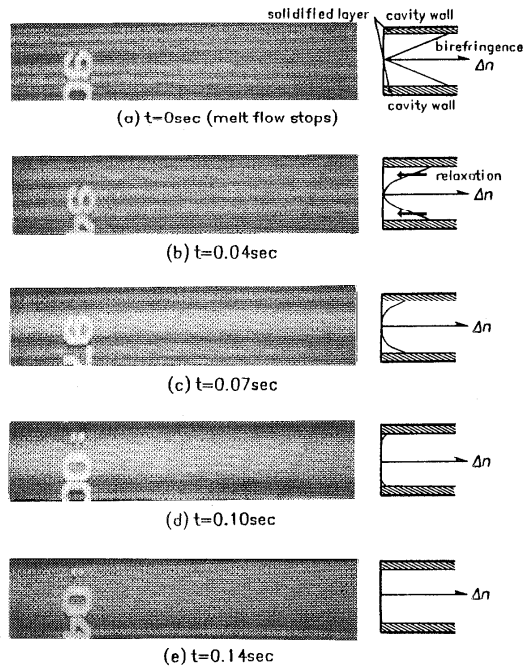 solidified layer
cavity wall
birefringence
Δn
cavity wall
(a) t=0sec (melt flow stops)
relaxation
Δn
(b) t=0.04sec
Δn
(c) t=0.07sec
Δn
(d) t=0.10sec
Δn
(e) t=0.14sec